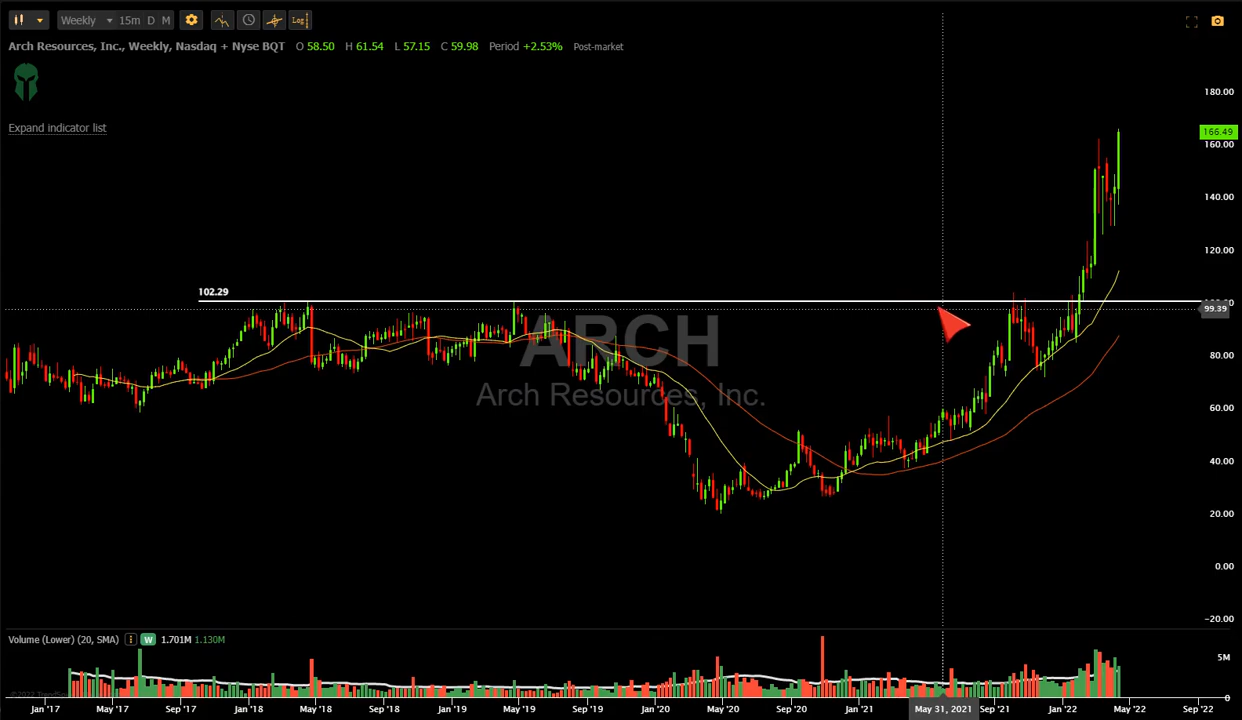 Weekly 15m D M Log
Arch Resources, Inc., Weekly, Nasdaq + Nyse BQT O 58.50 H 61.54 L 57.15 C 59.98 Period +2.53% Post-market
Expand indicator list
180.00
166.49
160.00
140.00
120.00
102.29
99.39
ARCH
Arch Resources, Inc.
80.00
60.00
40.00
20.00
0.00
-20.00
Volume (Lower) (20, SMA) W 1.701M 1.130M
5M
0
Jan '17 May '17 Sep '17 Jan '18 May '18 Sep '18 Jan '19 May '19 Sep '19 Jan '20 May '20 Sep '20 Jan '21 May 31, 2021 Sep '21 Jan '22 May '22 Sep '22